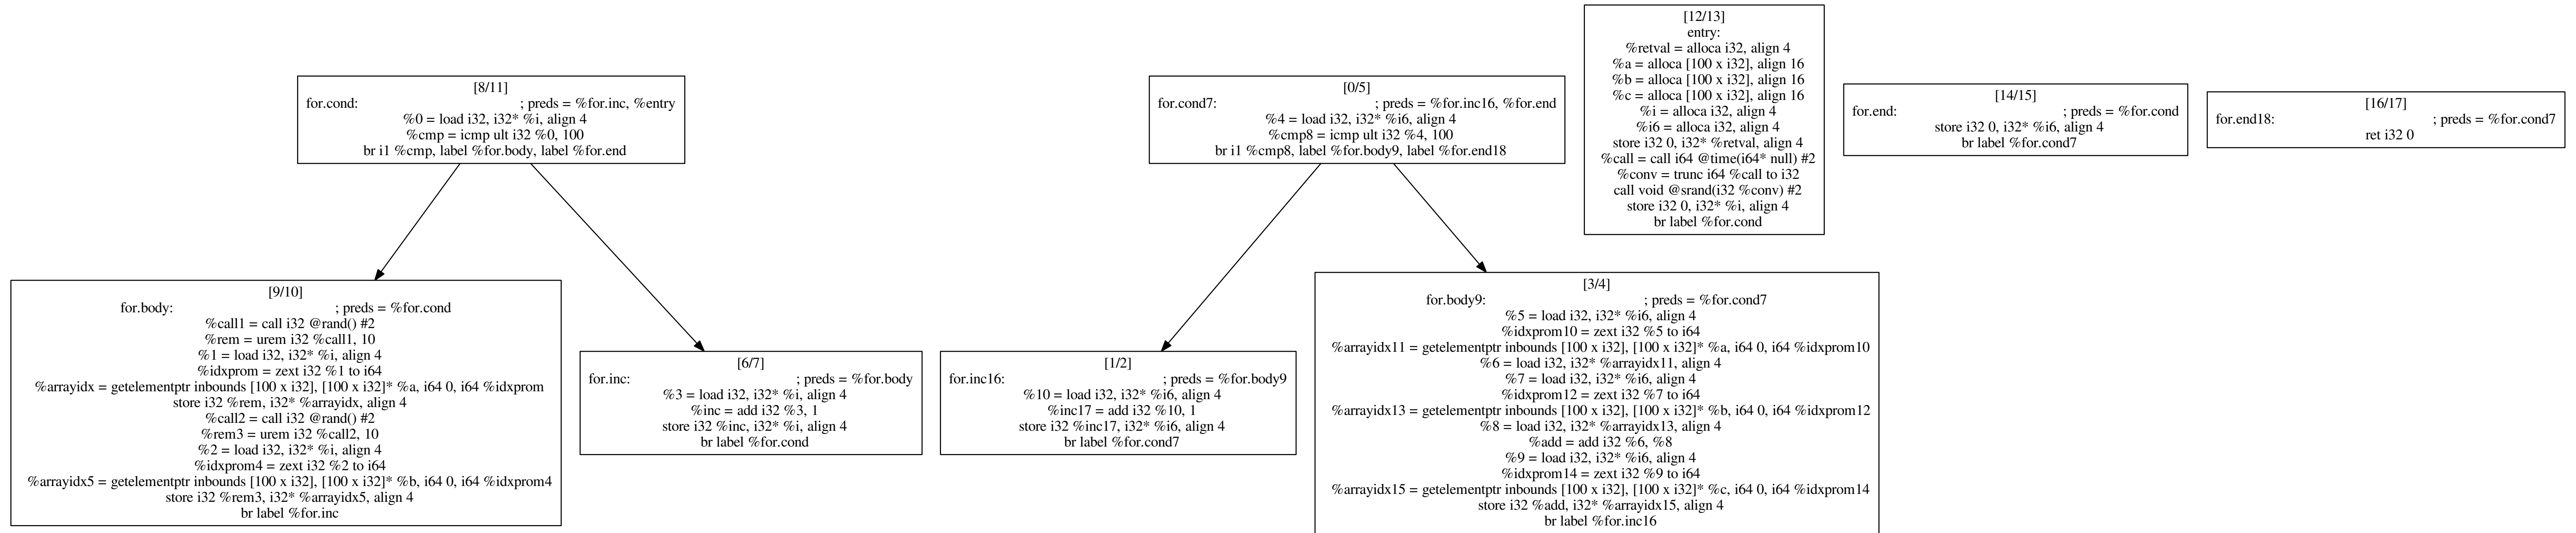 [8/11]
for.cond: ; preds = %for.inc, %entry
%0 = load i32, i32* %i, align 4
%cmp = icmp ult i32 %0, 100
br i1 %cmp, label %for.body, label %for.end
[0/5]
for.cond7: ; preds = %for.inc16, %for.end
%4 = load i32, i32* %i6, align 4
%cmp8 = icmp ult i32 %4, 100
br i1 %cmp8, label %for.body9, label %for.end18
[12/13]
entry:
%retval = alloca i32, align 4
%a = alloca [100 x i32], align 16
%b = alloca [100 x i32], align 16
%c = alloca [100 x i32], align 16
%i = alloca i32, align 4
%i6 = alloca i32, align 4
store i32 0, i32* %retval, align 4
%call = call i64 @time(i64* null) #2
%conv = trunc i64 %call to i32
call void @srand(i32 %conv) #2
store i32 0, i32* %i, align 4
br label %for.cond
[14/15]
for.end: ; preds = %for.cond
store i32 0, i32* %i6, align 4
br label %for.cond7
[16/17]
for.end18: ; preds = %for.cond7
ret i32 0
[9/10]
for.body: ; preds = %for.cond
%call1 = call i32 @rand() #2
%rem = urem i32 %call1, 10
%1 = load i32, i32* %i, align 4
%idxprom = zext i32 %1 to i64
%arrayidx = getelementptr inbounds [100 x i32], [100 x i32]* %a, i64 0, i64 %idxprom
store i32 %rem, i32* %arrayidx, align 4
%call2 = call i32 @rand() #2
%rem3 = urem i32 %call2, 10
%2 = load i32, i32* %i, align 4
%idxprom4 = zext i32 %2 to i64
%arrayidx5 = getelementptr inbounds [100 x i32], [100 x i32]* %b, i64 0, i64 %idxprom4
store i32 %rem3, i32* %arrayidx5, align 4
br label %for.inc
[6/7]
for.inc: ; preds = %for.body
%3 = load i32, i32* %i, align 4
%inc = add i32 %3, 1
store i32 %inc, i32* %i, align 4
br label %for.cond
[1/2]
for.inc16: ; preds = %for.body9
%10 = load i32, i32* %i6, align 4
%inc17 = add i32 %10, 1
store i32 %inc17, i32* %i6, align 4
br label %for.cond7
[3/4]
for.body9: ; preds = %for.cond7
%5 = load i32, i32* %i6, align 4
%idxprom10 = zext i32 %5 to i64
%arrayidx11 = getelementptr inbounds [100 x i32], [100 x i32]* %a, i64 0, i64 %idxprom10
%6 = load i32, i32* %arrayidx11, align 4
%7 = load i32, i32* %i6, align 4
%idxprom12 = zext i32 %7 to i64
%arrayidx13 = getelementptr inbounds [100 x i32], [100 x i32]* %b, i64 0, i64 %idxprom12
%8 = load i32, i32* %arrayidx13, align 4
%add = add i32 %6, %8
%9 = load i32, i32* %i6, align 4
%idxprom14 = zext i32 %9 to i64
%arrayidx15 = getelementptr inbounds [100 x i32], [100 x i32]* %c, i64 0, i64 %idxprom14
store i32 %add, i32* %arrayidx15, align 4
br label %for.inc16